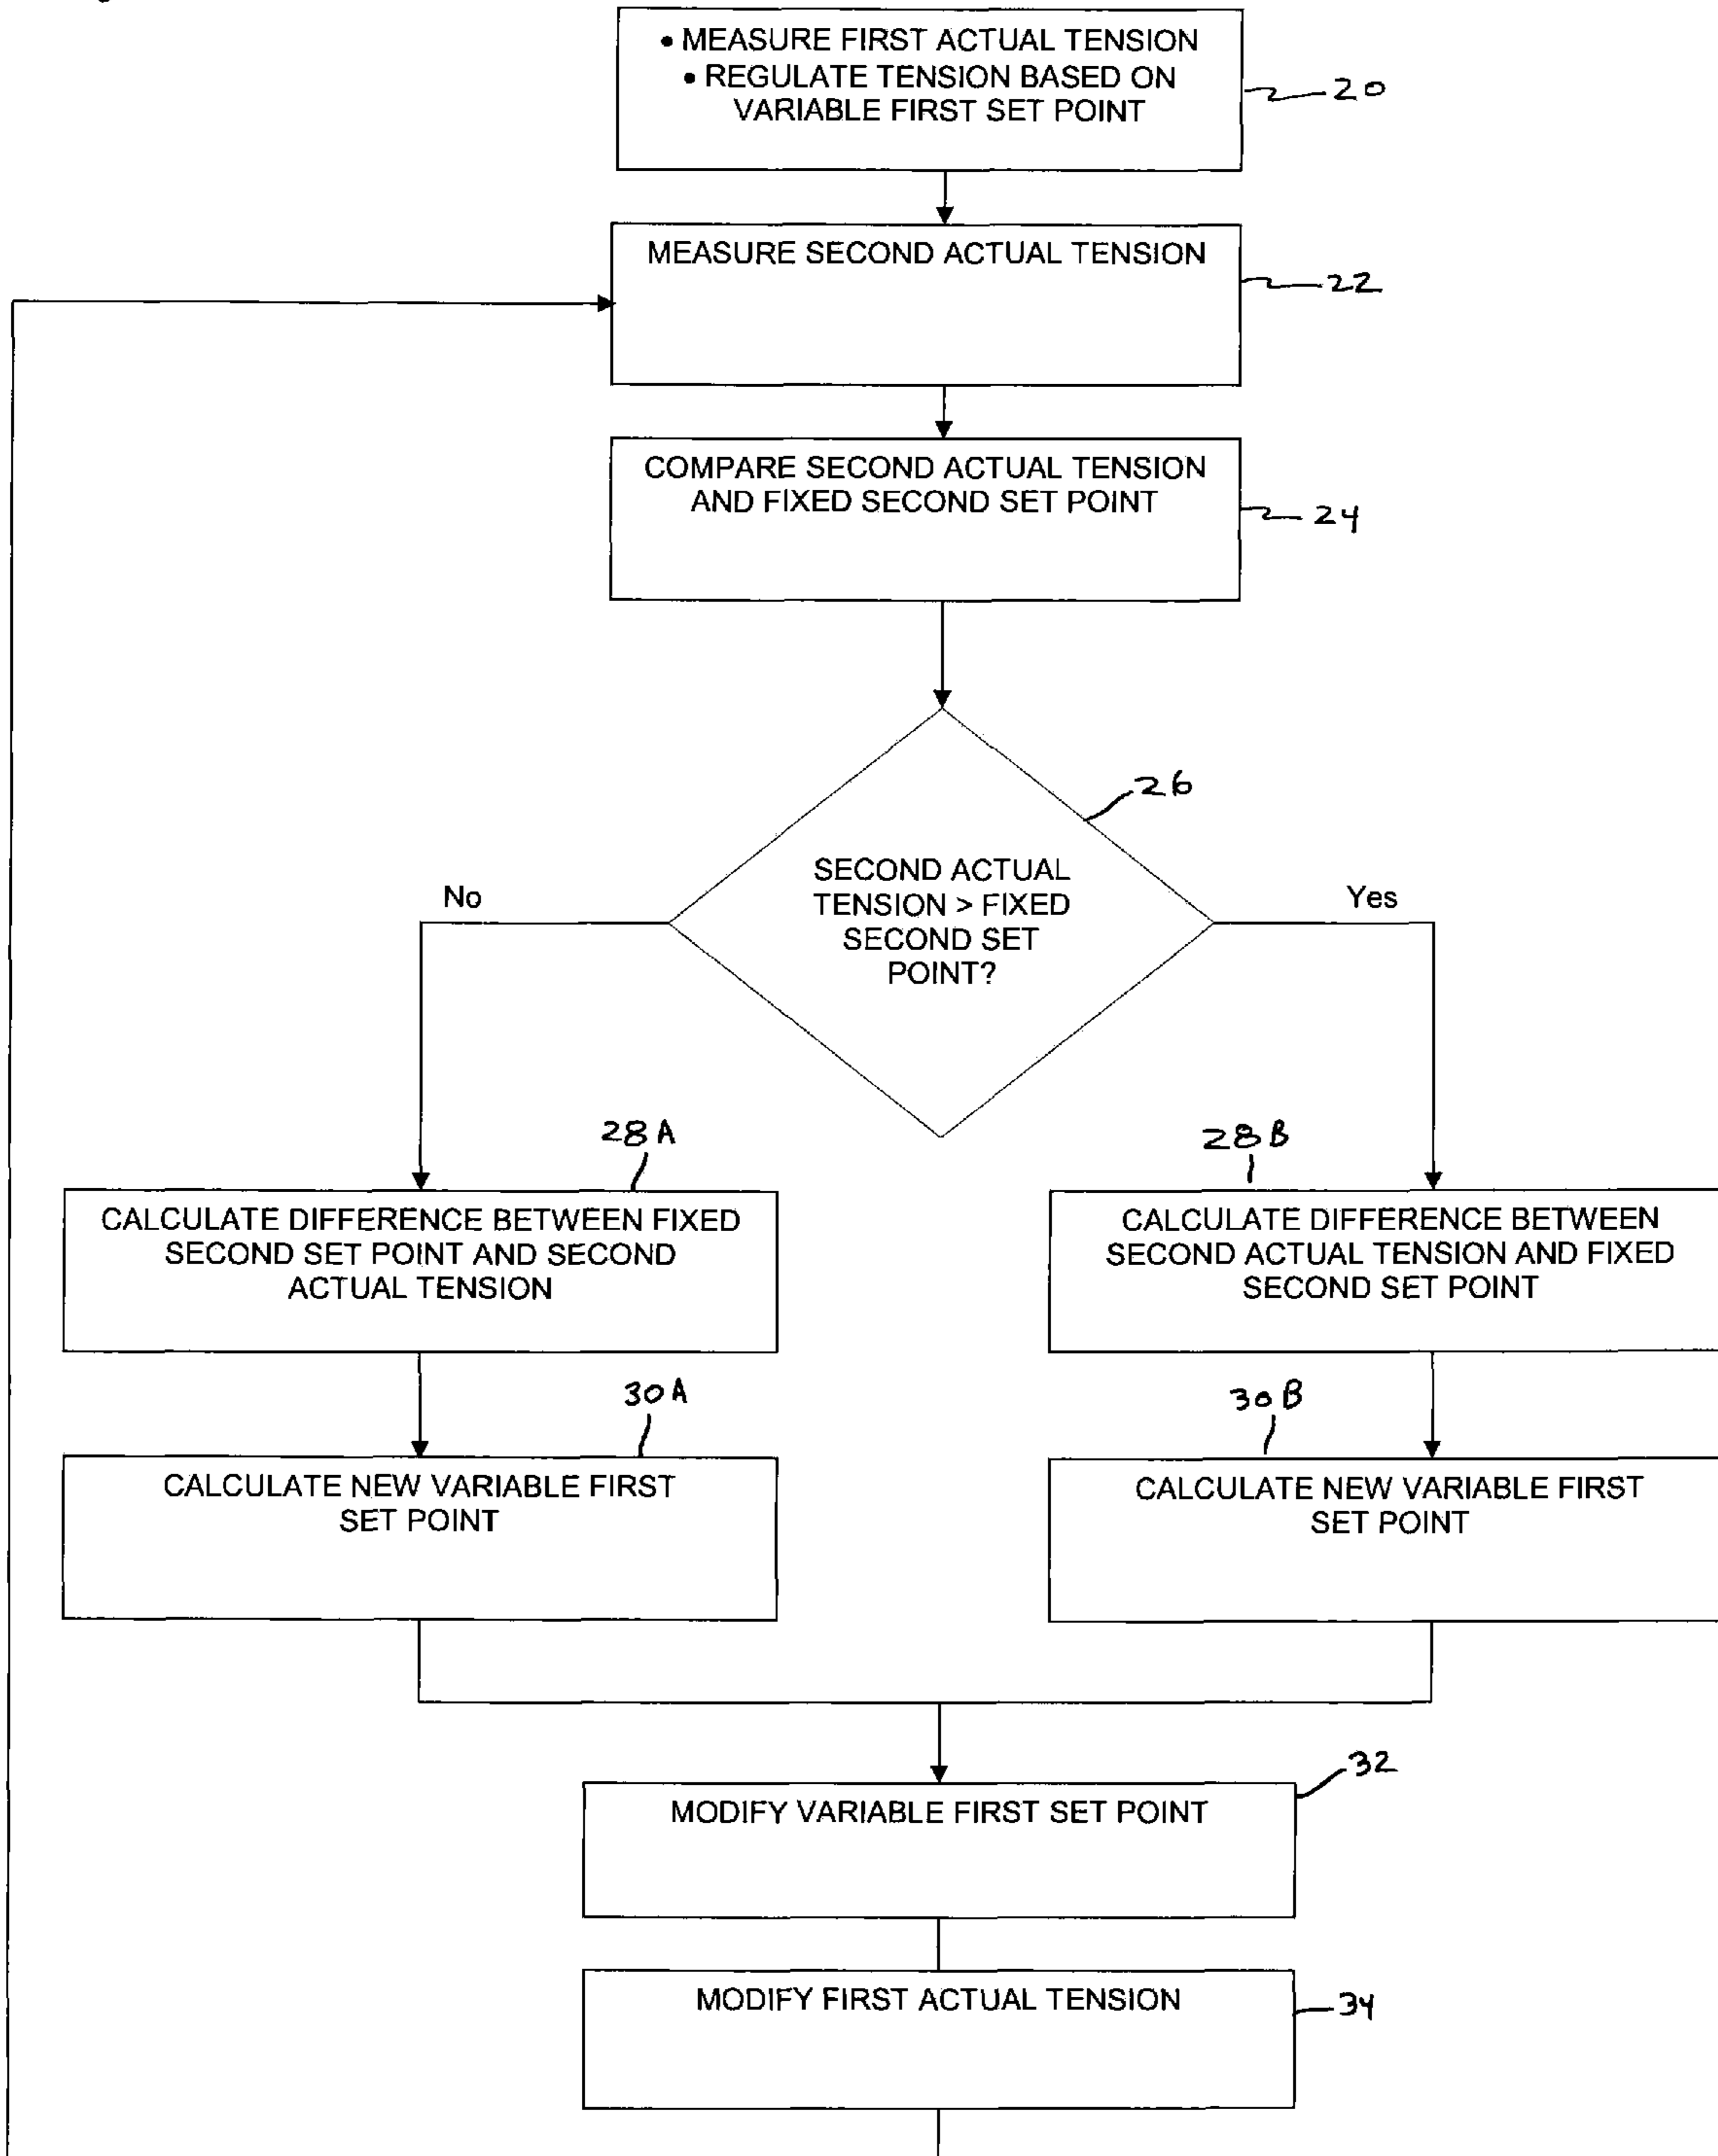 • MEASURE FIRST ACTUAL TENSION
• REGULATE TENSION BASED ON
VARIABLE FIRST SET POINT
20
MEASURE SECOND ACTUAL TENSION
22
COMPARE SECOND ACTUAL TENSION
AND FIXED SECOND SET POINT
24
26
SECOND ACTUAL
TENSION > FIXED
SECOND SET
POINT?
No
Yes
28A
CALCULATE DIFFERENCE BETWEEN FIXED
SECOND SET POINT AND SECOND
ACTUAL TENSION
28B
CALCULATE DIFFERENCE BETWEEN
SECOND ACTUAL TENSION AND FIXED
SECOND SET POINT
30A
CALCULATE NEW VARIABLE FIRST
SET POINT
30B
CALCULATE NEW VARIABLE FIRST
SET POINT
32
MODIFY VARIABLE FIRST SET POINT
MODIFY FIRST ACTUAL TENSION
34